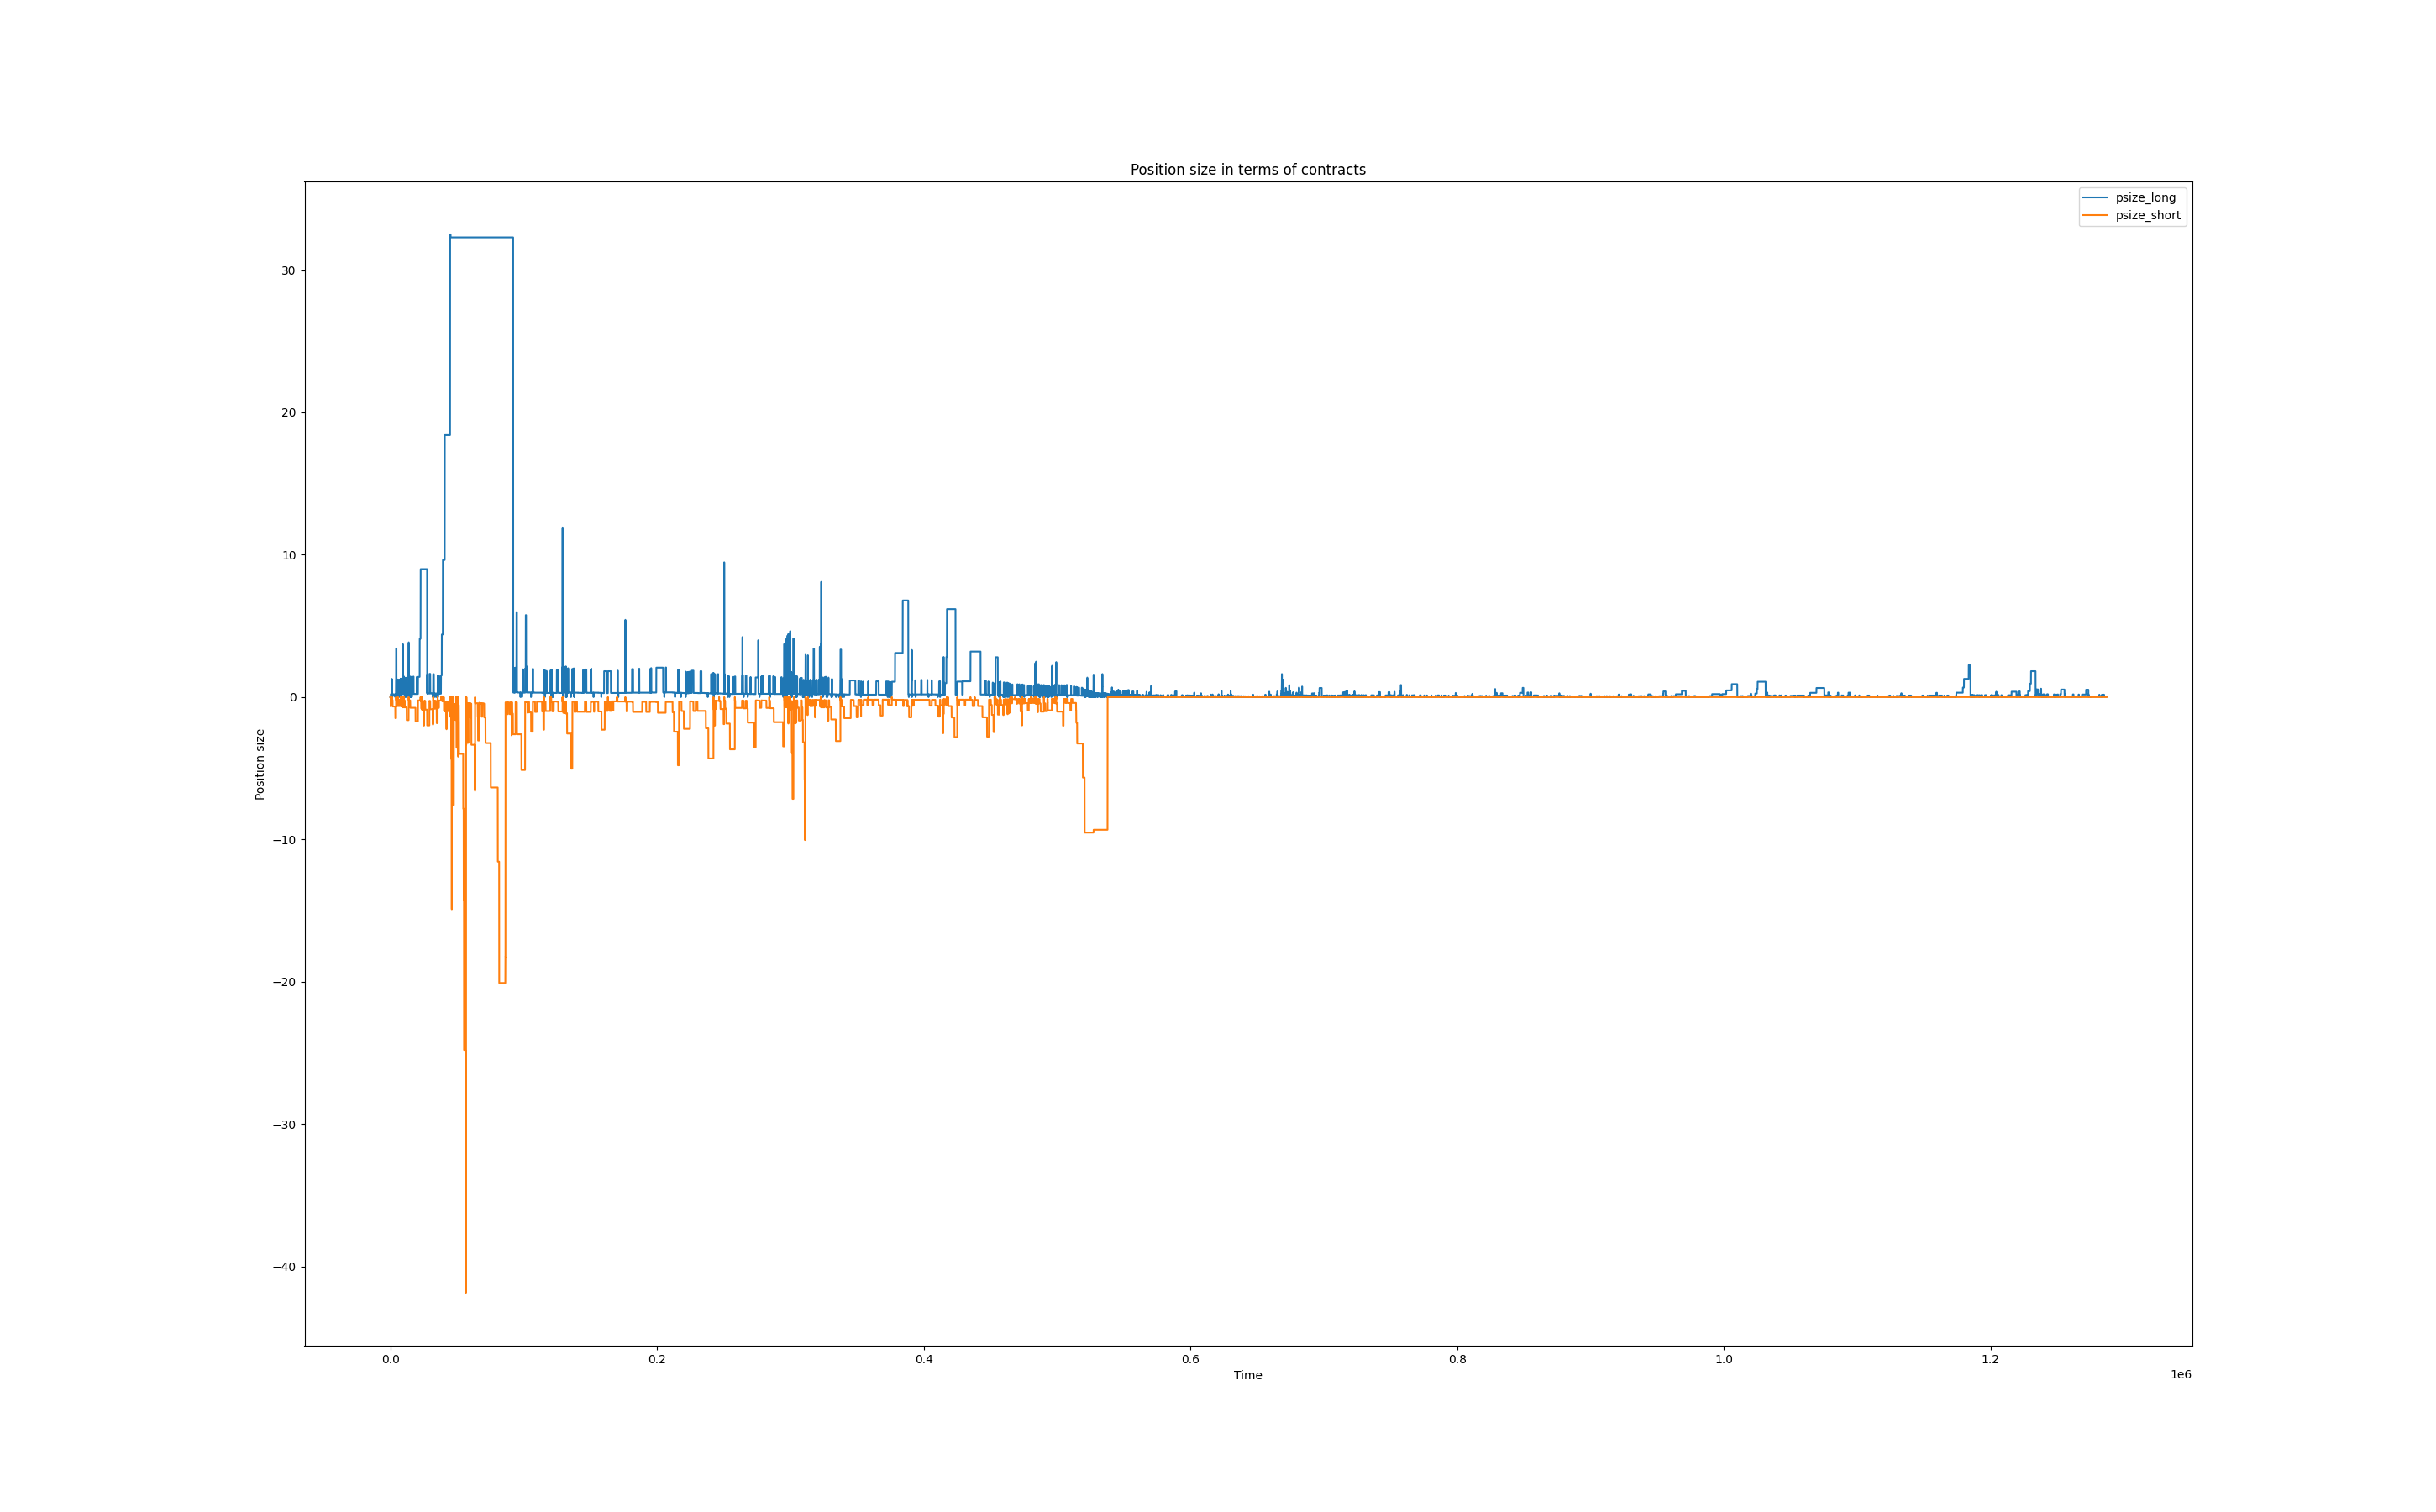 Position size in terms of contracts
psize_long
psize_short
30
20
10
0
−10
−20
−30
−40
Position size
0.0
0.2
0.4
0.6
0.8
1.0
1.2
1e6
Time